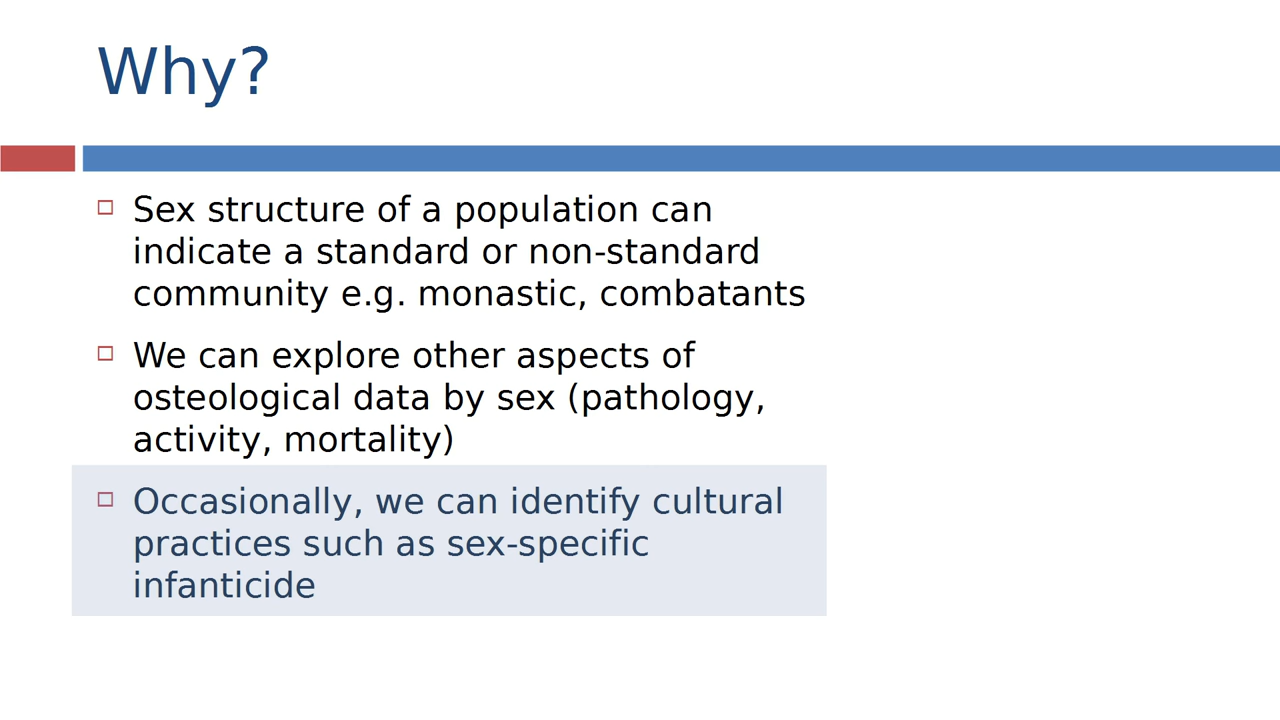 Why?
Sex structure of a population can
indicate a standard or non-standard
community e.g. monastic, combatants
We can explore other aspects of
osteological data by sex (pathology,
activity, mortality)
Occasionally, we can identify cultural
practices such as sex-specific
infanticide